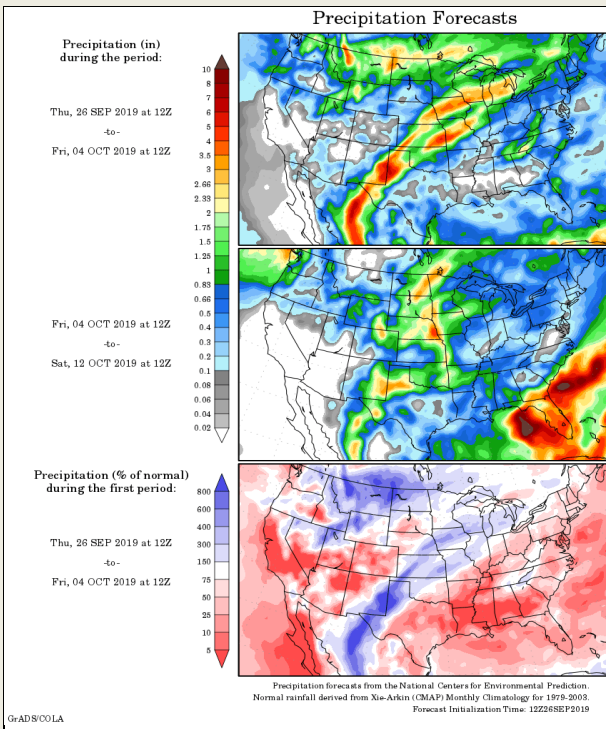 Precipitation Forecasts
Precipitation (in)
during the period:
Thu, 26 SEP 2019 at 12Z
-to-
Fri, 04 OCT 2019 at 12Z
10
8
7
6
5
4
3.5
3
2.66
2.33
2
1.75
1.5
1.25
1
0.83
0.66
0.5
0.4
0.3
0.2
0.1
0.08
0.06
0.04
0.02
Fri, 04 OCT 2019 at 12Z
-to-
Sat, 12 OCT 2019 at 12Z
Precipitation (% of normal)
during the first period:
Thu, 26 SEP 2019 at 12Z
-to-
Fri, 04 OCT 2019 at 12Z
800
600
400
300
150
75
50
25
10
5
Precipitation forecasts from the National Centers for Environmental Prediction.
Normal rainfall derived from Xie-Arkin (CMAP) Monthly Climatology for 1979-2003.
Forecast Initialization Time: 12Z26SEP2019
GrADS/COLA